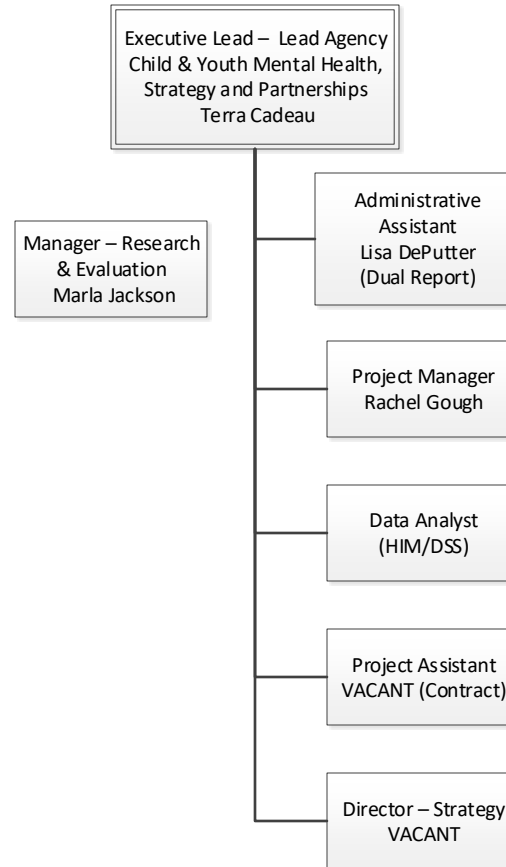 Executive Lead – Lead Agency
Child & Youth Mental Health,
Strategy and Partnerships
Terra Cadeau
Administrative
Assistant
Lisa DePutter
(Dual Report)
Manager – Research
& Evaluation
Marla Jackson
Project Manager
Rachel Gough
Data Analyst
(HIM/DSS)
Project Assistant
VACANT (Contract)
Director – Strategy
VACANT